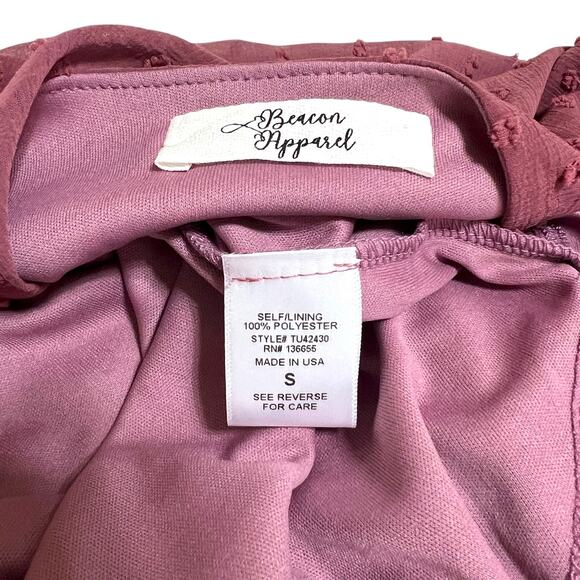 Beacon
Apparel
SELF/LINING
100% POLYESTER
STYLE# TU42430
RN# 136655
MADE IN USA
S
SEE REVERSE
FOR CARE